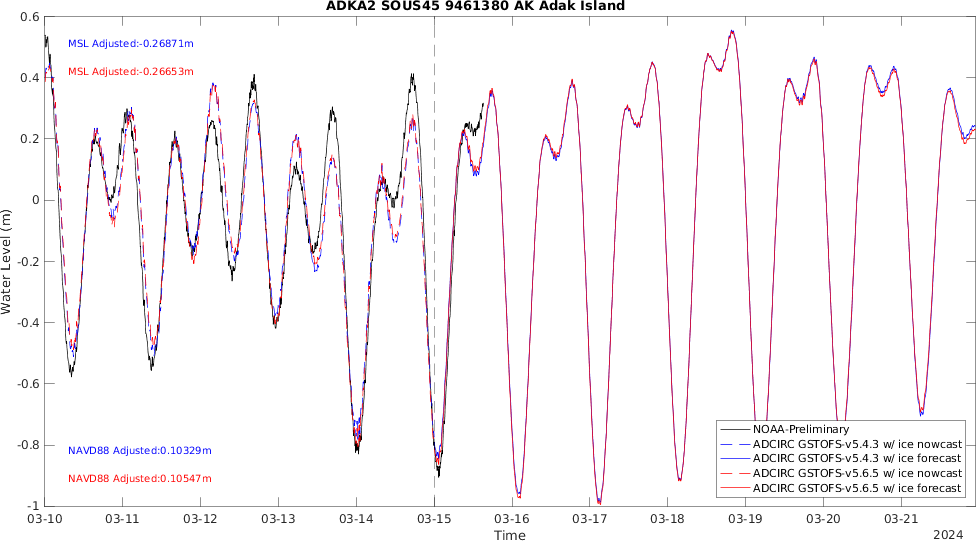 ADKA2 SOUS45 9461380 AK Adak Island
0.6
0.4
0.2
0
-0.2
-0.4
-0.6
-0.8
-1
Water Level (m)
MSL Adjusted:-0.26871m
MSL Adjusted:-0.26653m
NAVD88 Adjusted:0.10329m
NAVD88 Adjusted:0.10547m
NOAA-Preliminary
ADCIRC GSTOFS-v5.4.3 w/ ice nowcast
ADCIRC GSTOFS-v5.4.3 w/ ice forecast
ADCIRC GSTOFS-v5.6.5 w/ ice nowcast
ADCIRC GSTOFS-v5.6.5 w/ ice forecast
03-10 03-11 03-12 03-13 03-14 03-15 03-16 03-17 03-18 03-19 03-20 03-21
Time
2024